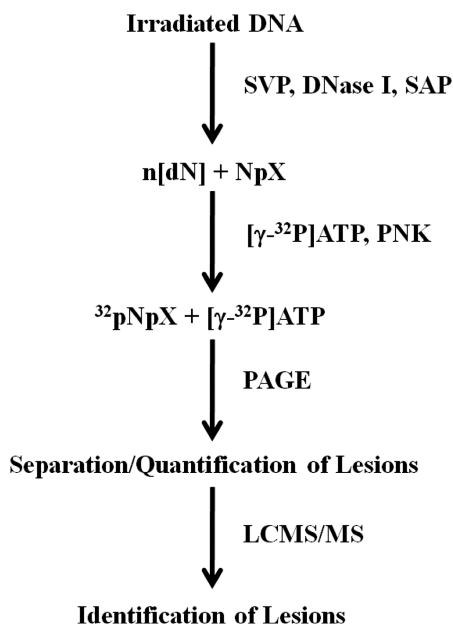 Irradiated DNA
SVP, DNase I, SAP
n[dN] + NpX
[γ-³²P]ATP, PNK
³²pNpX + [γ-³²P]ATP
PAGE
Separation/Quantification of Lesions
LCMS/MS
Identification of Lesions